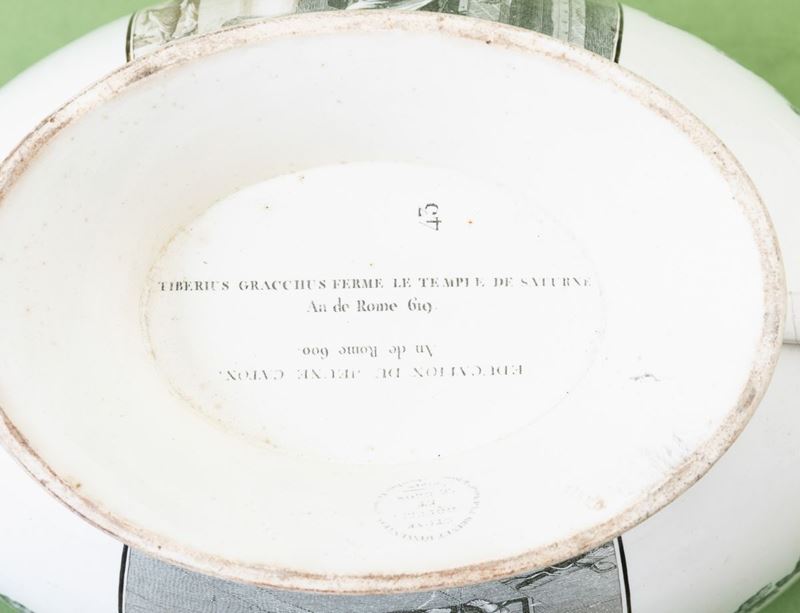 45
TIBERIUS GRACCHUS FERME LE TEMPLE DE SATURNE
An de Rome 619.
EDUCATION DU JEUNE CATON.
An de Rome 600.
ET